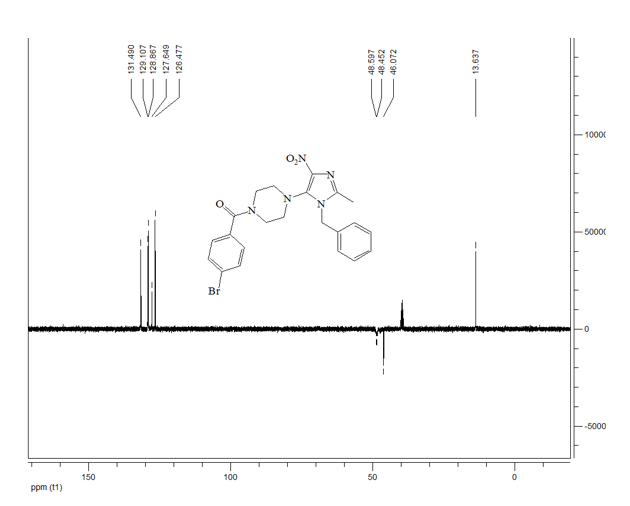 131.490
129.107
128.867
127.649
126.477
48.597
48.452
46.072
13.637
10000
O₂N
N
O
N
N
N
5000
Br
0
-5000
150
100
50
0
ppm (t1)